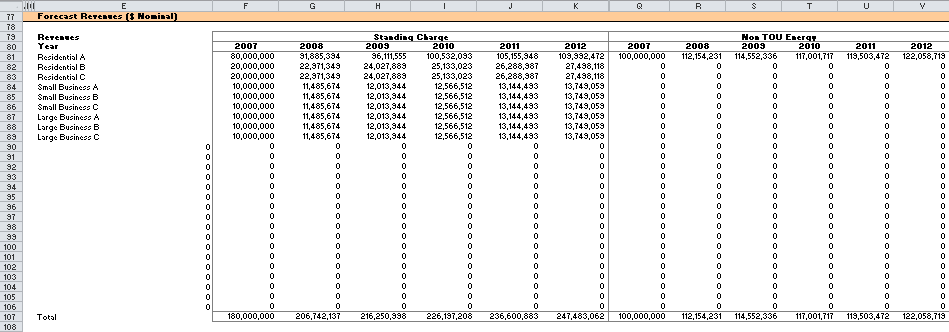 E F G H I J K Q R S T U V
77 Forecast Revenues ($ Nominal)
78
79 Revenues Standing Charge Non TOU Energy
80 Year 2007 2008 2009 2010 2011 2012 2007 2008 2009 2010 2011 2012
81 Residential A 80,000,000 91,885,394 96,111,555 100,532,093 105,155,948 109,992,472 100,000,000 112,154,231 114,552,336 117,001,717 119,503,472 122,058,719
82 Residential B 20,000,000 22,971,349 24,027,889 25,133,023 26,288,987 27,498,118 0 0 0 0 0 0
83 Residential C 20,000,000 22,971,349 24,027,889 25,133,023 26,288,987 27,498,118 0 0 0 0 0 0
84 Small Business A 10,000,000 11,485,674 12,013,944 12,566,512 13,144,493 13,749,059 0 0 0 0 0 0
85 Small Business B 10,000,000 11,485,674 12,013,944 12,566,512 13,144,493 13,749,059 0 0 0 0 0 0
86 Small Business C 10,000,000 11,485,674 12,013,944 12,566,512 13,144,493 13,749,059 0 0 0 0 0 0
87 Large Business A 10,000,000 11,485,674 12,013,944 12,566,512 13,144,493 13,749,059 0 0 0 0 0 0
88 Large Business B 10,000,000 11,485,674 12,013,944 12,566,512 13,144,493 13,749,059 0 0 0 0 0 0
89 Large Business C 10,000,000 11,485,674 12,013,944 12,566,512 13,144,493 13,749,059 0 0 0 0 0 0
90 0 0 0 0 0 0 0 0 0 0 0 0 0
91 0 0 0 0 0 0 0 0 0 0 0 0 0
92 0 0 0 0 0 0 0 0 0 0 0 0 0
93 0 0 0 0 0 0 0 0 0 0 0 0 0
94 0 0 0 0 0 0 0 0 0 0 0 0 0
95 0 0 0 0 0 0 0 0 0 0 0 0 0
96 0 0 0 0 0 0 0 0 0 0 0 0 0
97 0 0 0 0 0 0 0 0 0 0 0 0 0
98 0 0 0 0 0 0 0 0 0 0 0 0 0
99 0 0 0 0 0 0 0 0 0 0 0 0 0
100 0 0 0 0 0 0 0 0 0 0 0 0 0
101 0 0 0 0 0 0 0 0 0 0 0 0 0
102 0 0 0 0 0 0 0 0 0 0 0 0 0
103 0 0 0 0 0 0 0 0 0 0 0 0 0
104 0 0 0 0 0 0 0 0 0 0 0 0 0
105 0 0 0 0 0 0 0 0 0 0 0 0 0
106 0 0 0 0 0 0 0 0 0 0 0 0 0
107 Total 180,000,000 206,742,137 216,250,998 226,197,208 236,600,883 247,483,062 100,000,000 112,154,231 114,552,336 117,001,717 119,503,472 122,058,719
108